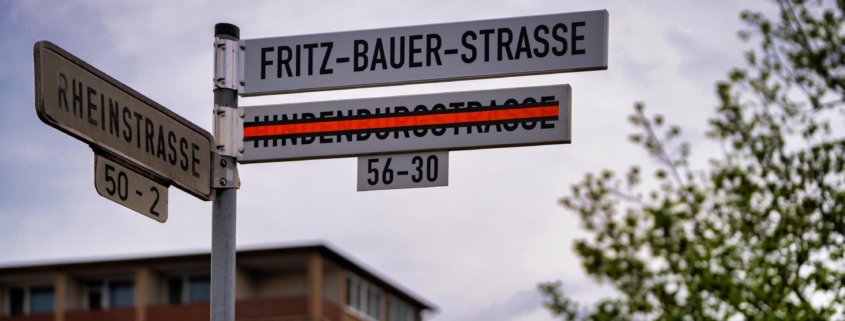 FRITZ-BAUER-STRASSE
HINDENBURGSTRASSE
56-30
RHEINSTRASSE
50 - 2